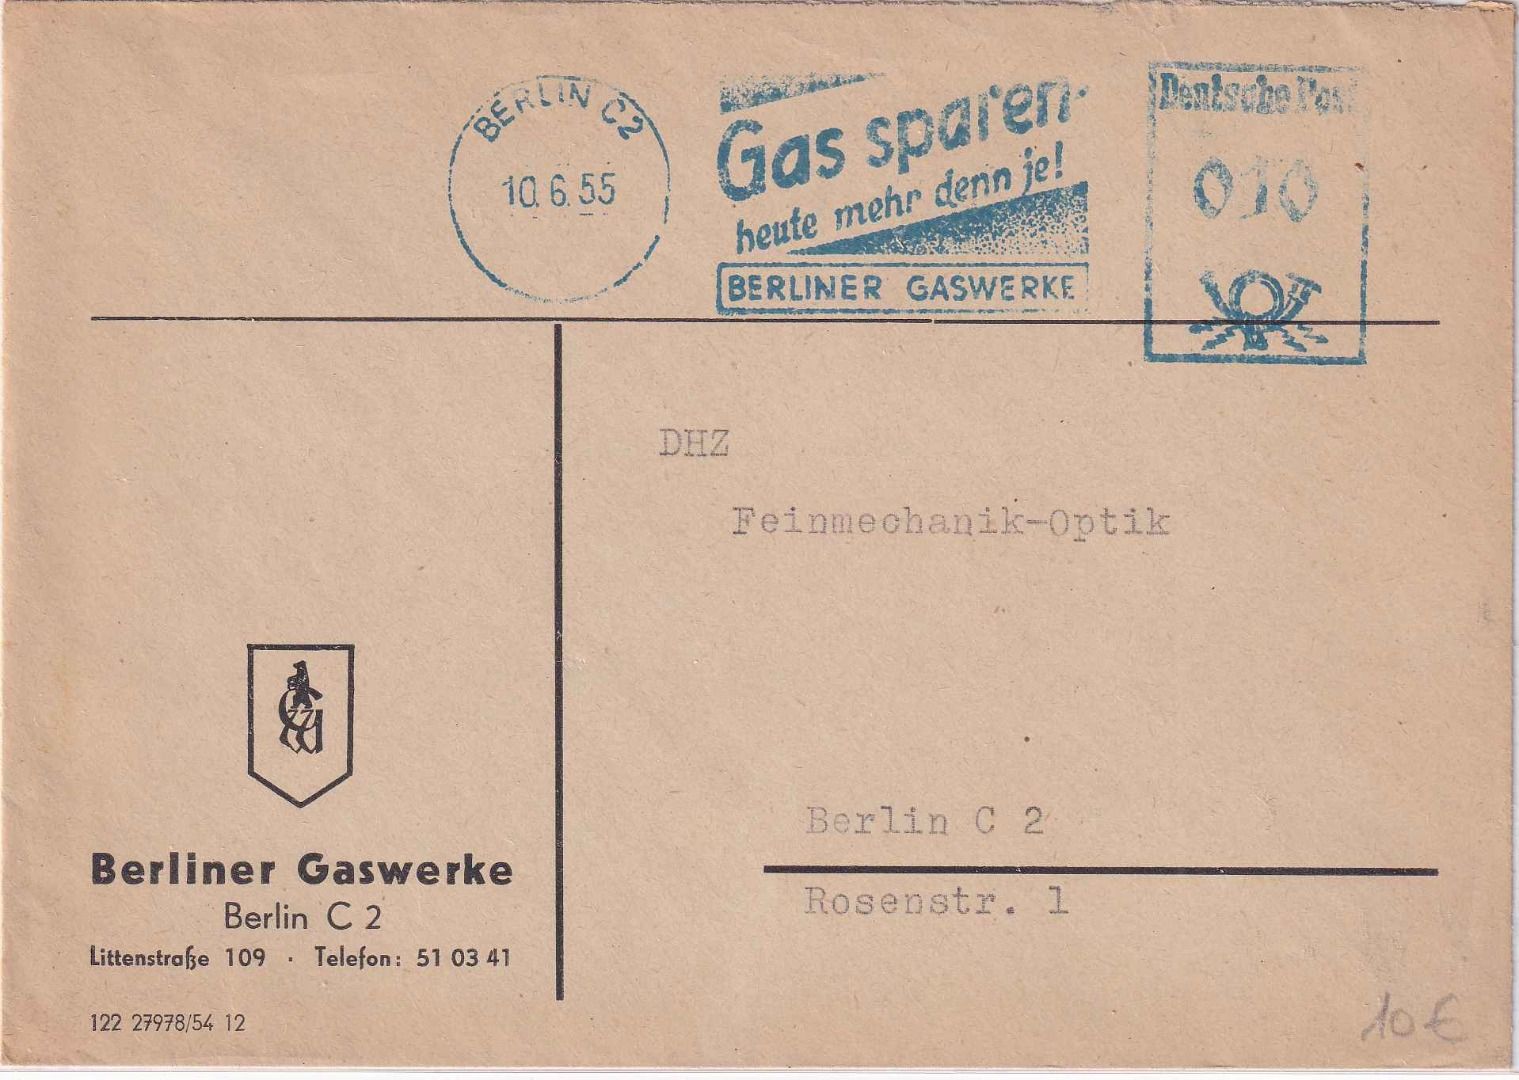 BERLIN C2
10.6.55
Gas sparen
heute mehr denn je!
BERLINER GASWERKE
Deutsche Post
010
DHZ
Feinmechanik-Optik
Berlin C 2
Rosenstr. 1
Berliner Gaswerke
Berlin C 2
Littenstraße 109 · Telefon: 51 03 41
122 27978/54 12
10 €